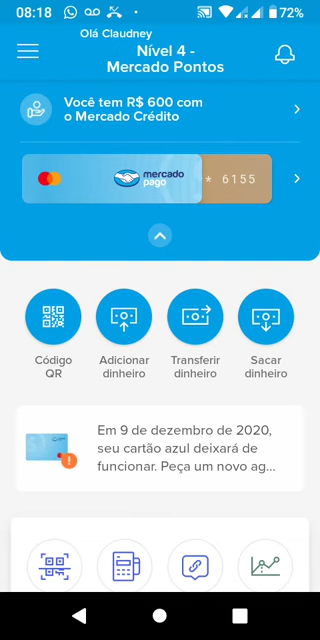 08:18
72%
Olá Claudney
Nível 4 -
Mercado Pontos
Você tem R$ 600 com
o Mercado Crédito
mercado
pago
* 6155
Código
QR
Adicionar
dinheiro
Transferir
dinheiro
Sacar
dinheiro
Em 9 de dezembro de 2020,
seu cartão azul deixará de
funcionar. Peça um novo ag...